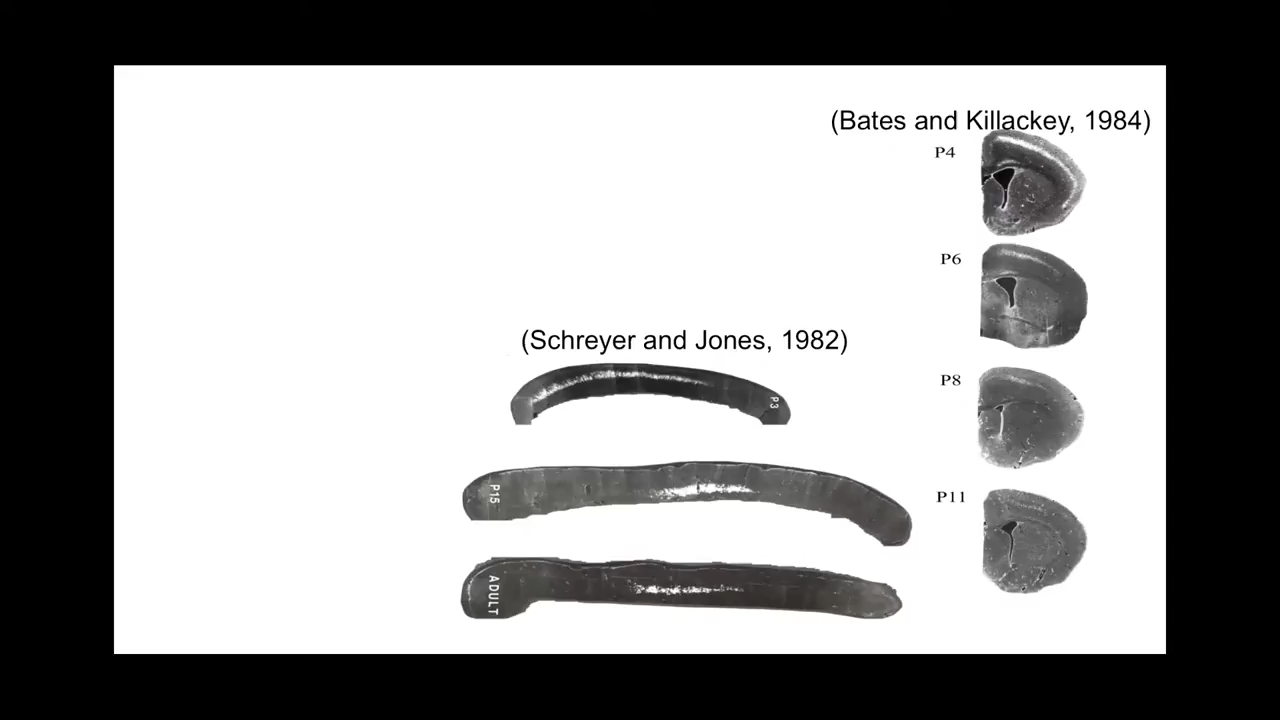 (Bates and Killackey, 1984)
P4
P6
(Schreyer and Jones, 1982)
P8
P3
P15
P11
ADULT